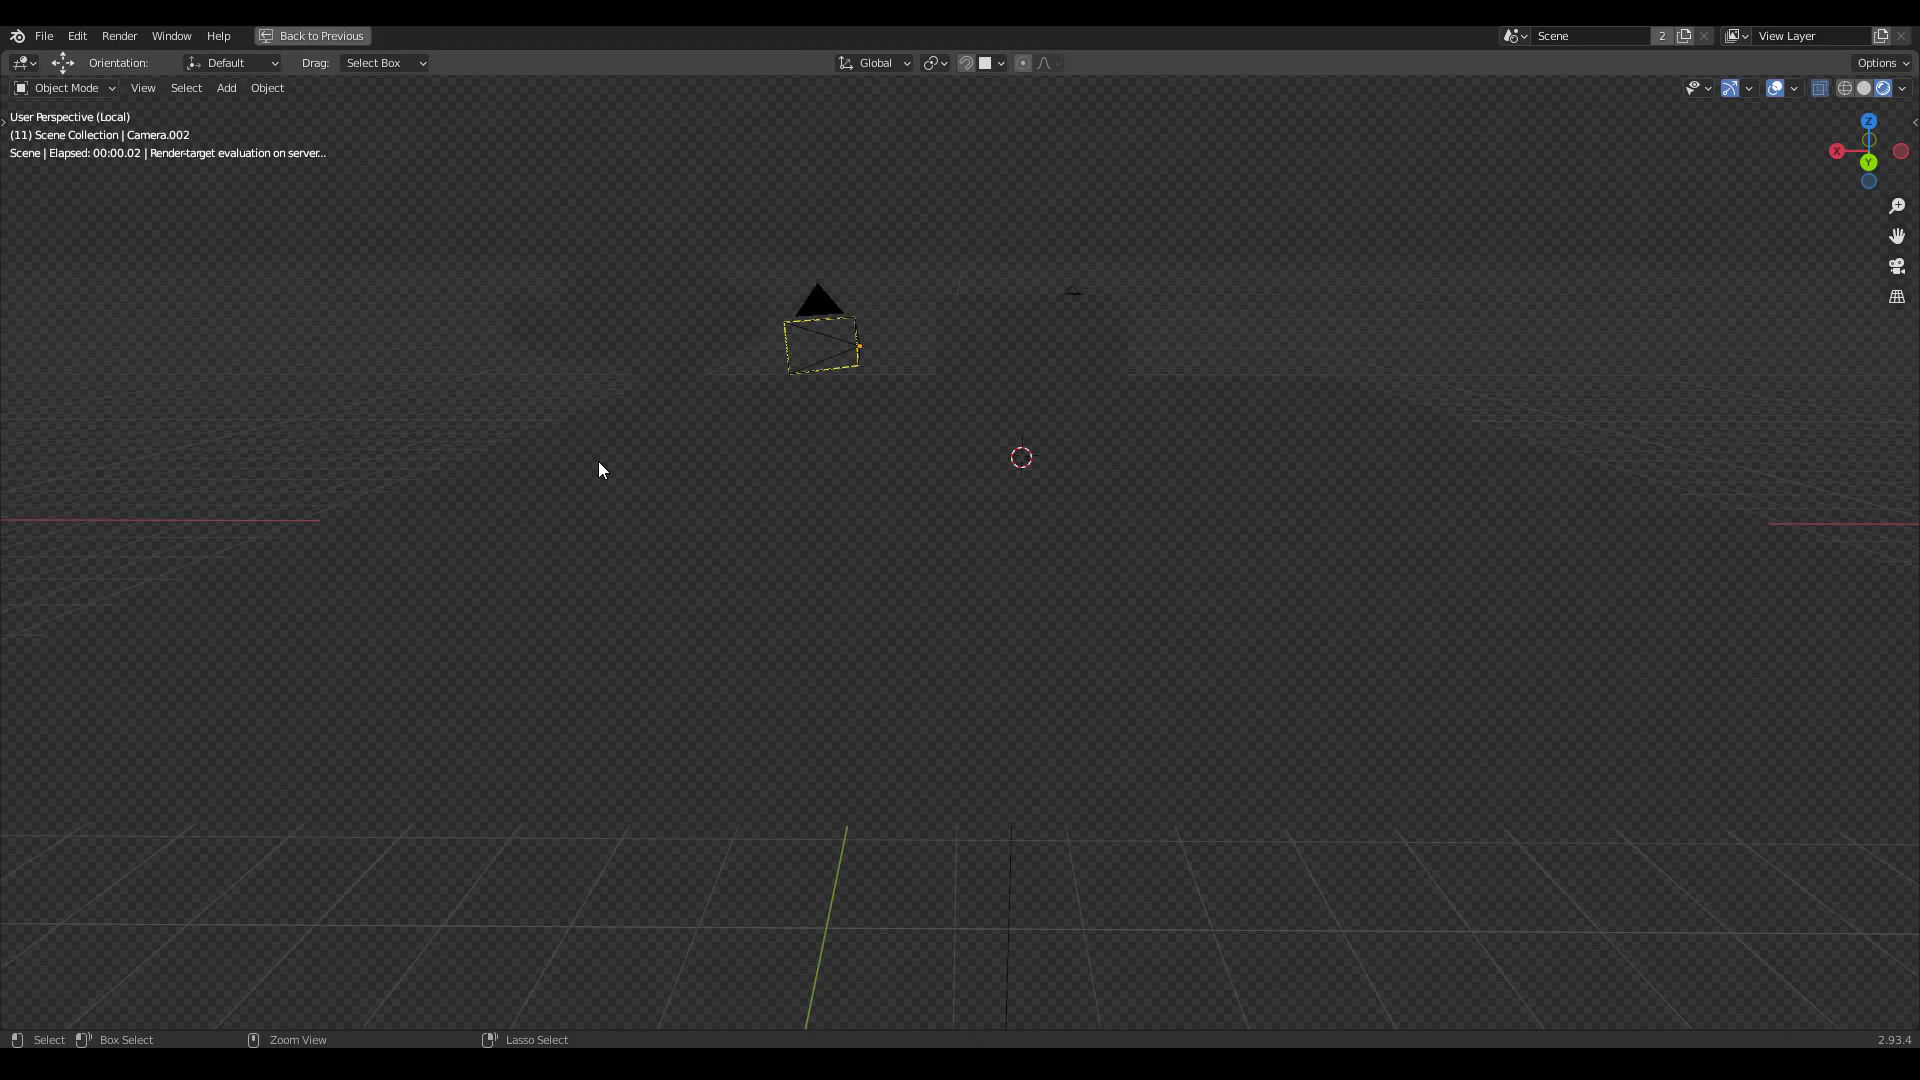 File Edit Render Window Help Back to Previous Scene 2 View Layer
Orientation: Default Drag: Select Box Global Options
Object Mode View Select Add Object
User Perspective (Local)
(11) Scene Collection | Camera.002
Scene | Elapsed: 00:00.02 | Render-target evaluation on server...
Z
X
Y
Select Box Select Zoom View Lasso Select 2.93.4